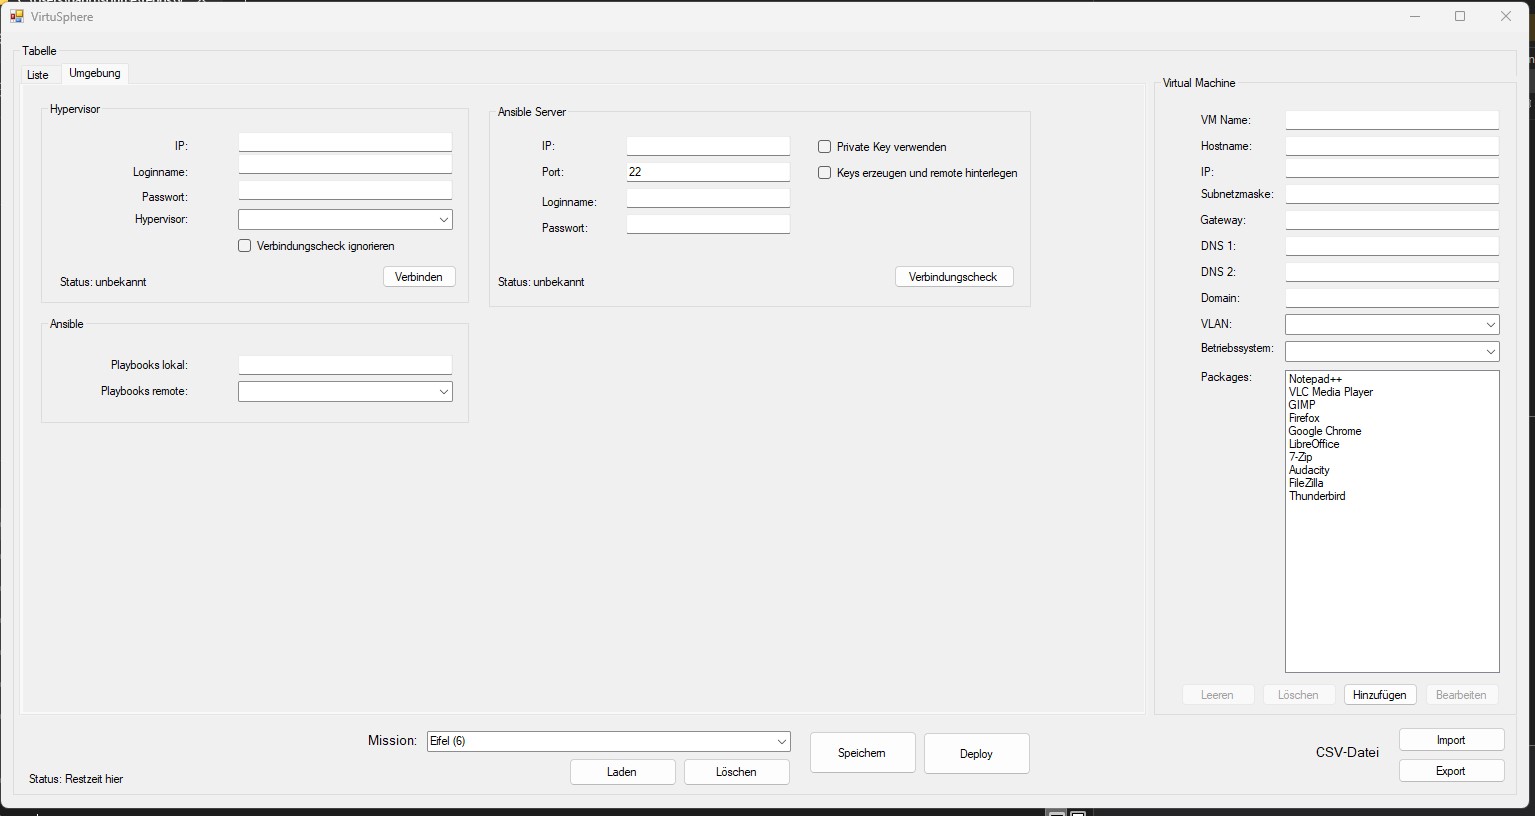 VirtuSphere
Tabelle
Liste
Umgebung
Hypervisor
IP:
Loginname:
Passwort:
Hypervisor:
Verbindungscheck ignorieren
Status: unbekannt
Verbinden
Ansible Server
IP:
Port:
22
Loginname:
Passwort:
Private Key verwenden
Keys erzeugen und remote hinterlegen
Status: unbekannt
Verbindungscheck
Ansible
Playbooks lokal:
Playbooks remote:
Virtual Machine
VM Name:
Hostname:
IP:
Subnetzmaske:
Gateway:
DNS 1:
DNS 2:
Domain:
VLAN:
Betriebssystem:
Packages:
Notepad++
VLC Media Player
GIMP
Firefox
Google Chrome
LibreOffice
7-Zip
Audacity
FileZilla
Thunderbird
Leeren
Löschen
Hinzufügen
Bearbeiten
Mission:
Eifel (6)
Laden
Löschen
Speichern
Deploy
CSV-Datei
Import
Export
Status: Restzeit hier